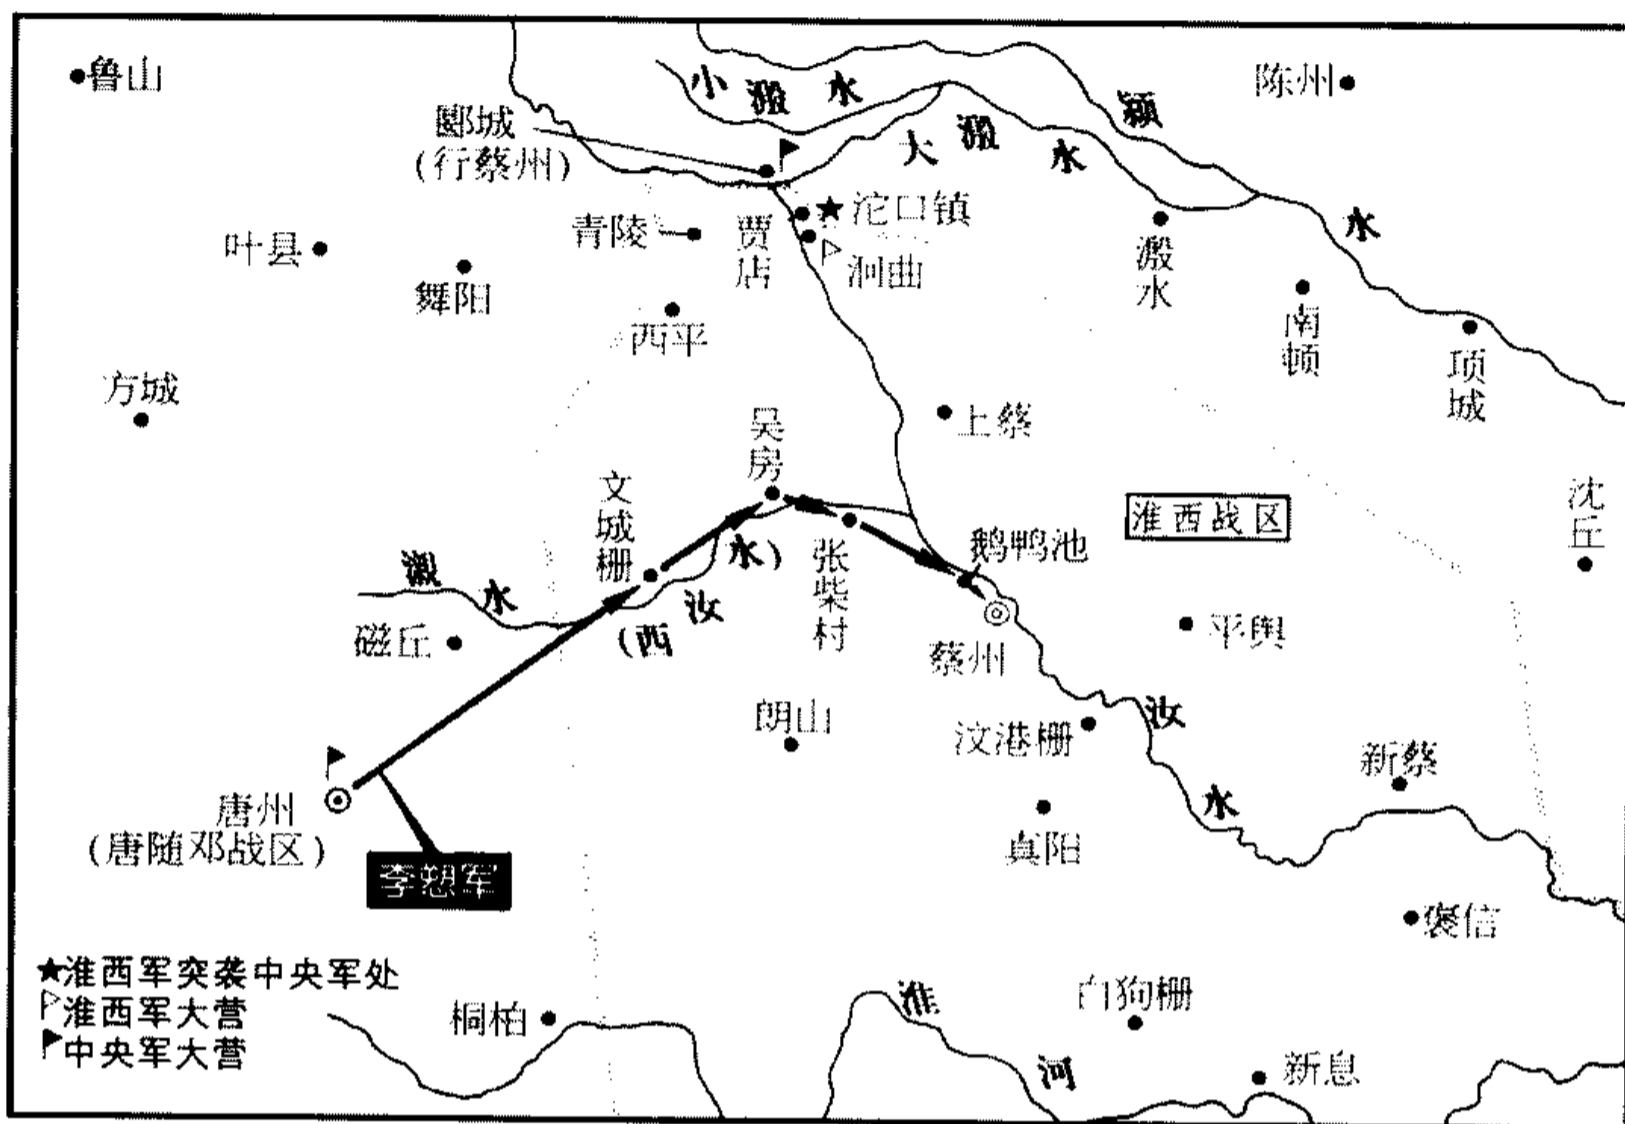 鲁山
郾城
(行蔡州)
小溵水
大溵水
颍水
陈州
沱口镇
青陵
贾店
洄曲
叶县
舞阳
西平
溵水
南顿
项城
方城
上蔡
吴房
文城栅
淮西战区
沈丘
鹅鸭池
张柴村
溵水
(西汝水)
磁丘
蔡州
平舆
朗山
汶港栅
汝水
新蔡
真阳
唐州
(唐随邓战区)
李愬军
褒信
★淮西军突袭中央军处
淮西军大营
中央军大营
桐柏
淮河
白狗栅
新息